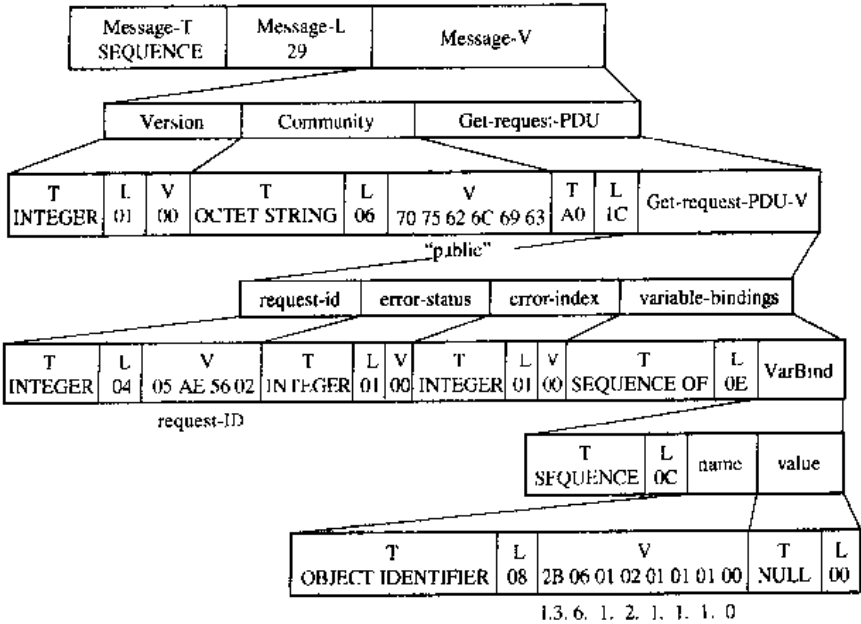 Message-T Message-L Message-V
SEQUENCE 29
Version Community Get-request-PDU
T L V T L V T L Get-request-PDU-V
INTEGER 01 00 OCTET STRING 06 70 75 62 6C 69 63 A0 1C
"public"
request-id error-status error-index variable-bindings
T L V T L V T L V T L VarBind
INTEGER 04 05 AE 56 02 INTEGER 01 00 INTEGER 01 00 SEQUENCE OF 0E
request-ID
T L name value
SEQUENCE 0C
T L V T L
OBJECT IDENTIFIER 08 2B 06 01 02 01 01 01 00 NULL 00
1.3. 6. 1. 2. 1. 1. 1. 0